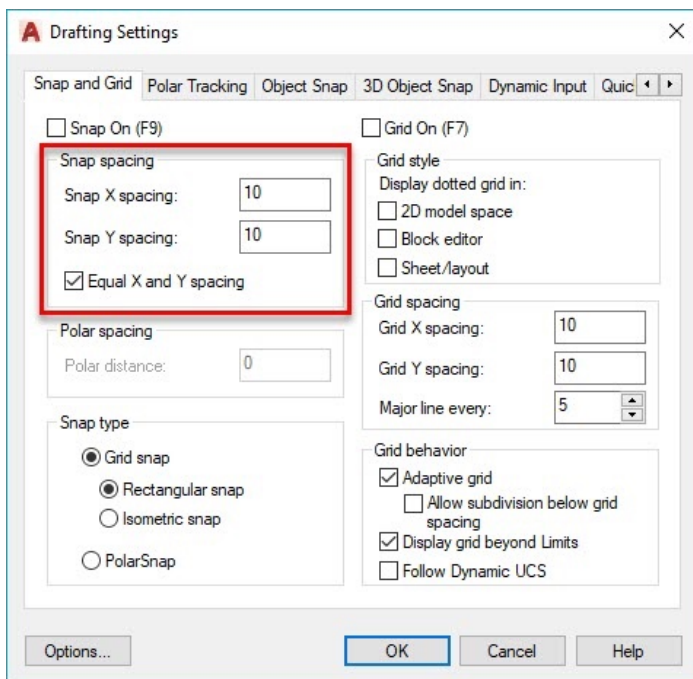 A Drafting Settings
Snap and Grid Polar Tracking Object Snap 3D Object Snap Dynamic Input Quic
Snap On (F9)
Snap spacing
Snap X spacing: 10
Snap Y spacing: 10
Equal X and Y spacing
Polar spacing
Polar distance: 0
Snap type
Grid snap
Rectangular snap
Isometric snap
PolarSnap
Grid On (F7)
Grid style
Display dotted grid in:
2D model space
Block editor
Sheet/layout
Grid spacing
Grid X spacing: 10
Grid Y spacing: 10
Major line every: 5
Grid behavior
Adaptive grid
Allow subdivision below grid
spacing
Display grid beyond Limits
Follow Dynamic UCS
Options... OK Cancel Help